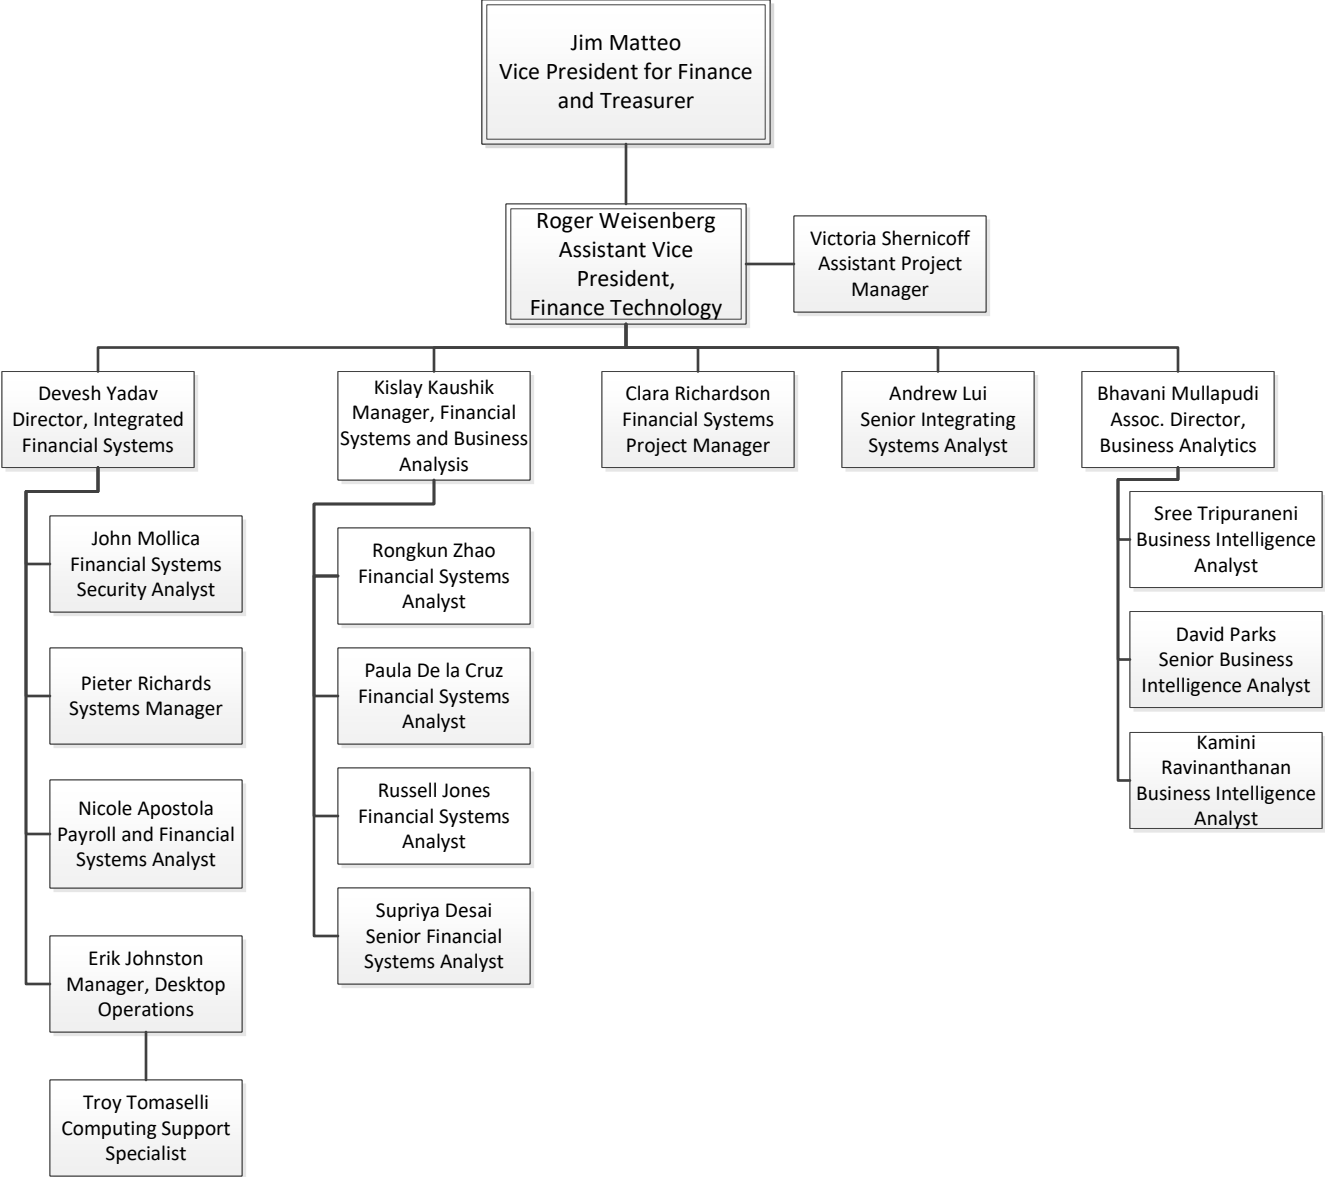 Jim Matteo
Vice President for Finance
and Treasurer
Roger Weisenberg
Assistant Vice
President,
Finance Technology
Victoria Shernicoff
Assistant Project
Manager
Devesh Yadav
Director, Integrated
Financial Systems
Kislay Kaushik
Manager, Financial
Systems and Business
Analysis
Clara Richardson
Financial Systems
Project Manager
Andrew Lui
Senior Integrating
Systems Analyst
Bhavani Mullapudi
Assoc. Director,
Business Analytics
John Mollica
Financial Systems
Security Analyst
Pieter Richards
Systems Manager
Nicole Apostola
Payroll and Financial
Systems Analyst
Erik Johnston
Manager, Desktop
Operations
Troy Tomaselli
Computing Support
Specialist
Rongkun Zhao
Financial Systems
Analyst
Paula De la Cruz
Financial Systems
Analyst
Russell Jones
Financial Systems
Analyst
Supriya Desai
Senior Financial
Systems Analyst
Sree Tripuraneni
Business Intelligence
Analyst
David Parks
Senior Business
Intelligence Analyst
Kamini
Ravinanthanan
Business Intelligence
Analyst